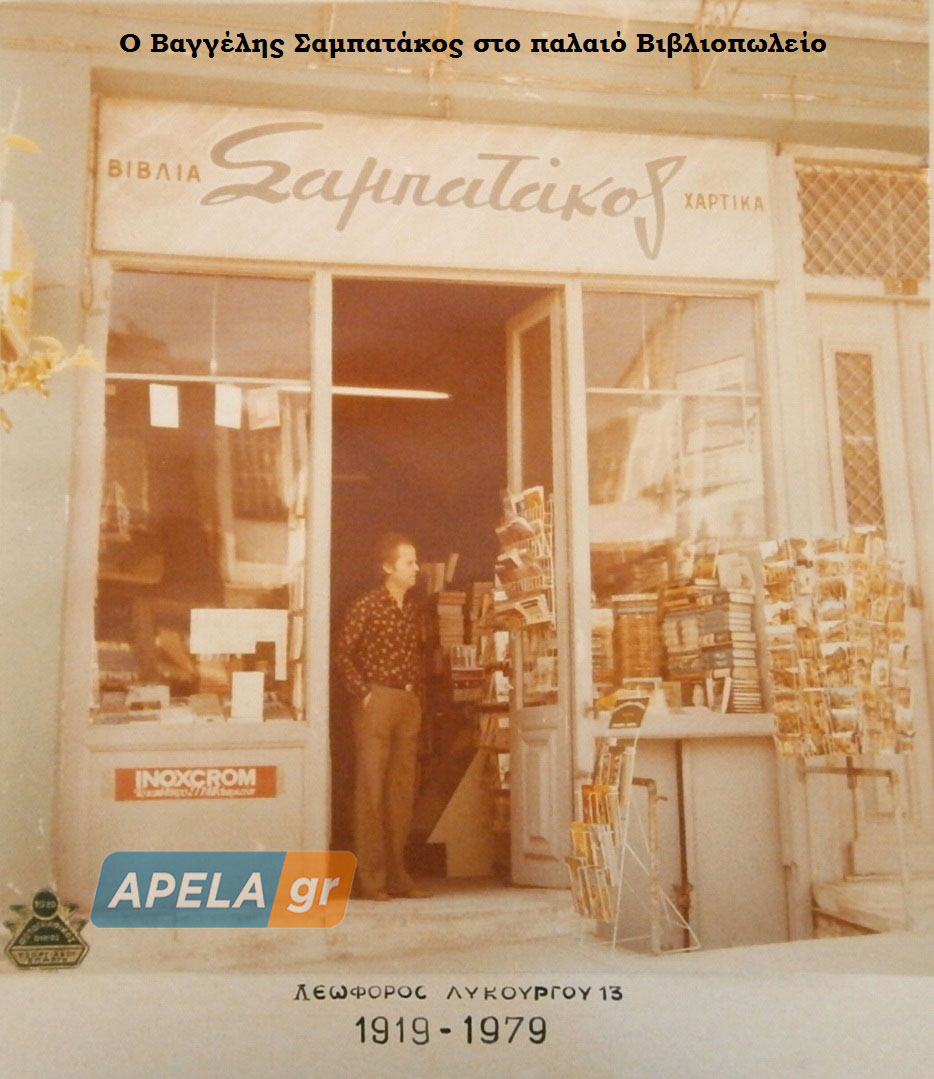 Ο Βαγγέλης Σαμπατάκος στο παλαιό Βιβλιοπωλείο
ΒΙΒΛΙΑ Σαμπατάκος ΧΑΡΤΙΚΑ
INOXCROM
APELA gr
ΛΕΩΦΟΡΟΣ ΛΥΚΟΥΡΓΟΥ 13
1919 - 1979